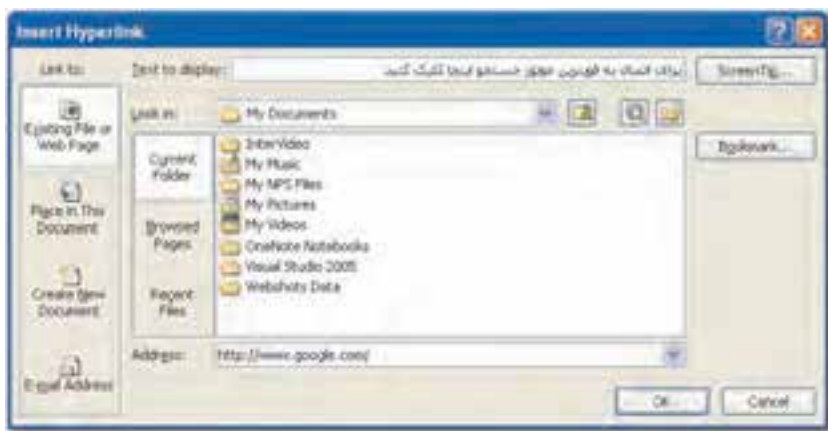 Insert Hyperlink
Link to:
Text to display: برای اتصال به قویترین موتور جستجو اینجا کلیک کنید
ScreenTip...
Existing File or Web Page
Look in: My Documents
Bookmark...
Current Folder
InterVideo
My Music
My NPS Files
My Pictures
My Videos
OneNote Notebooks
Visual Studio 2005
Webshots Data
Place in This Document
Browsed Pages
Create New Document
Recent Files
E-mail Address
Address: http://www.google.com/
OK
Cancel